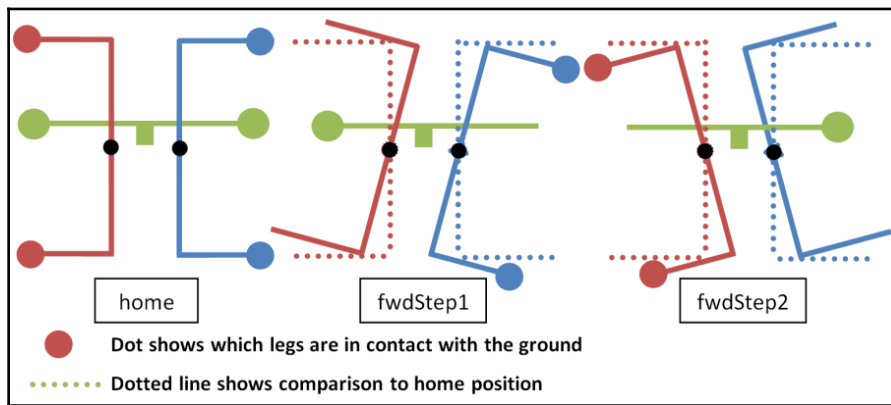 home
fwdStep1
fwdStep2
Dot shows which legs are in contact with the ground
Dotted line shows comparison to home position